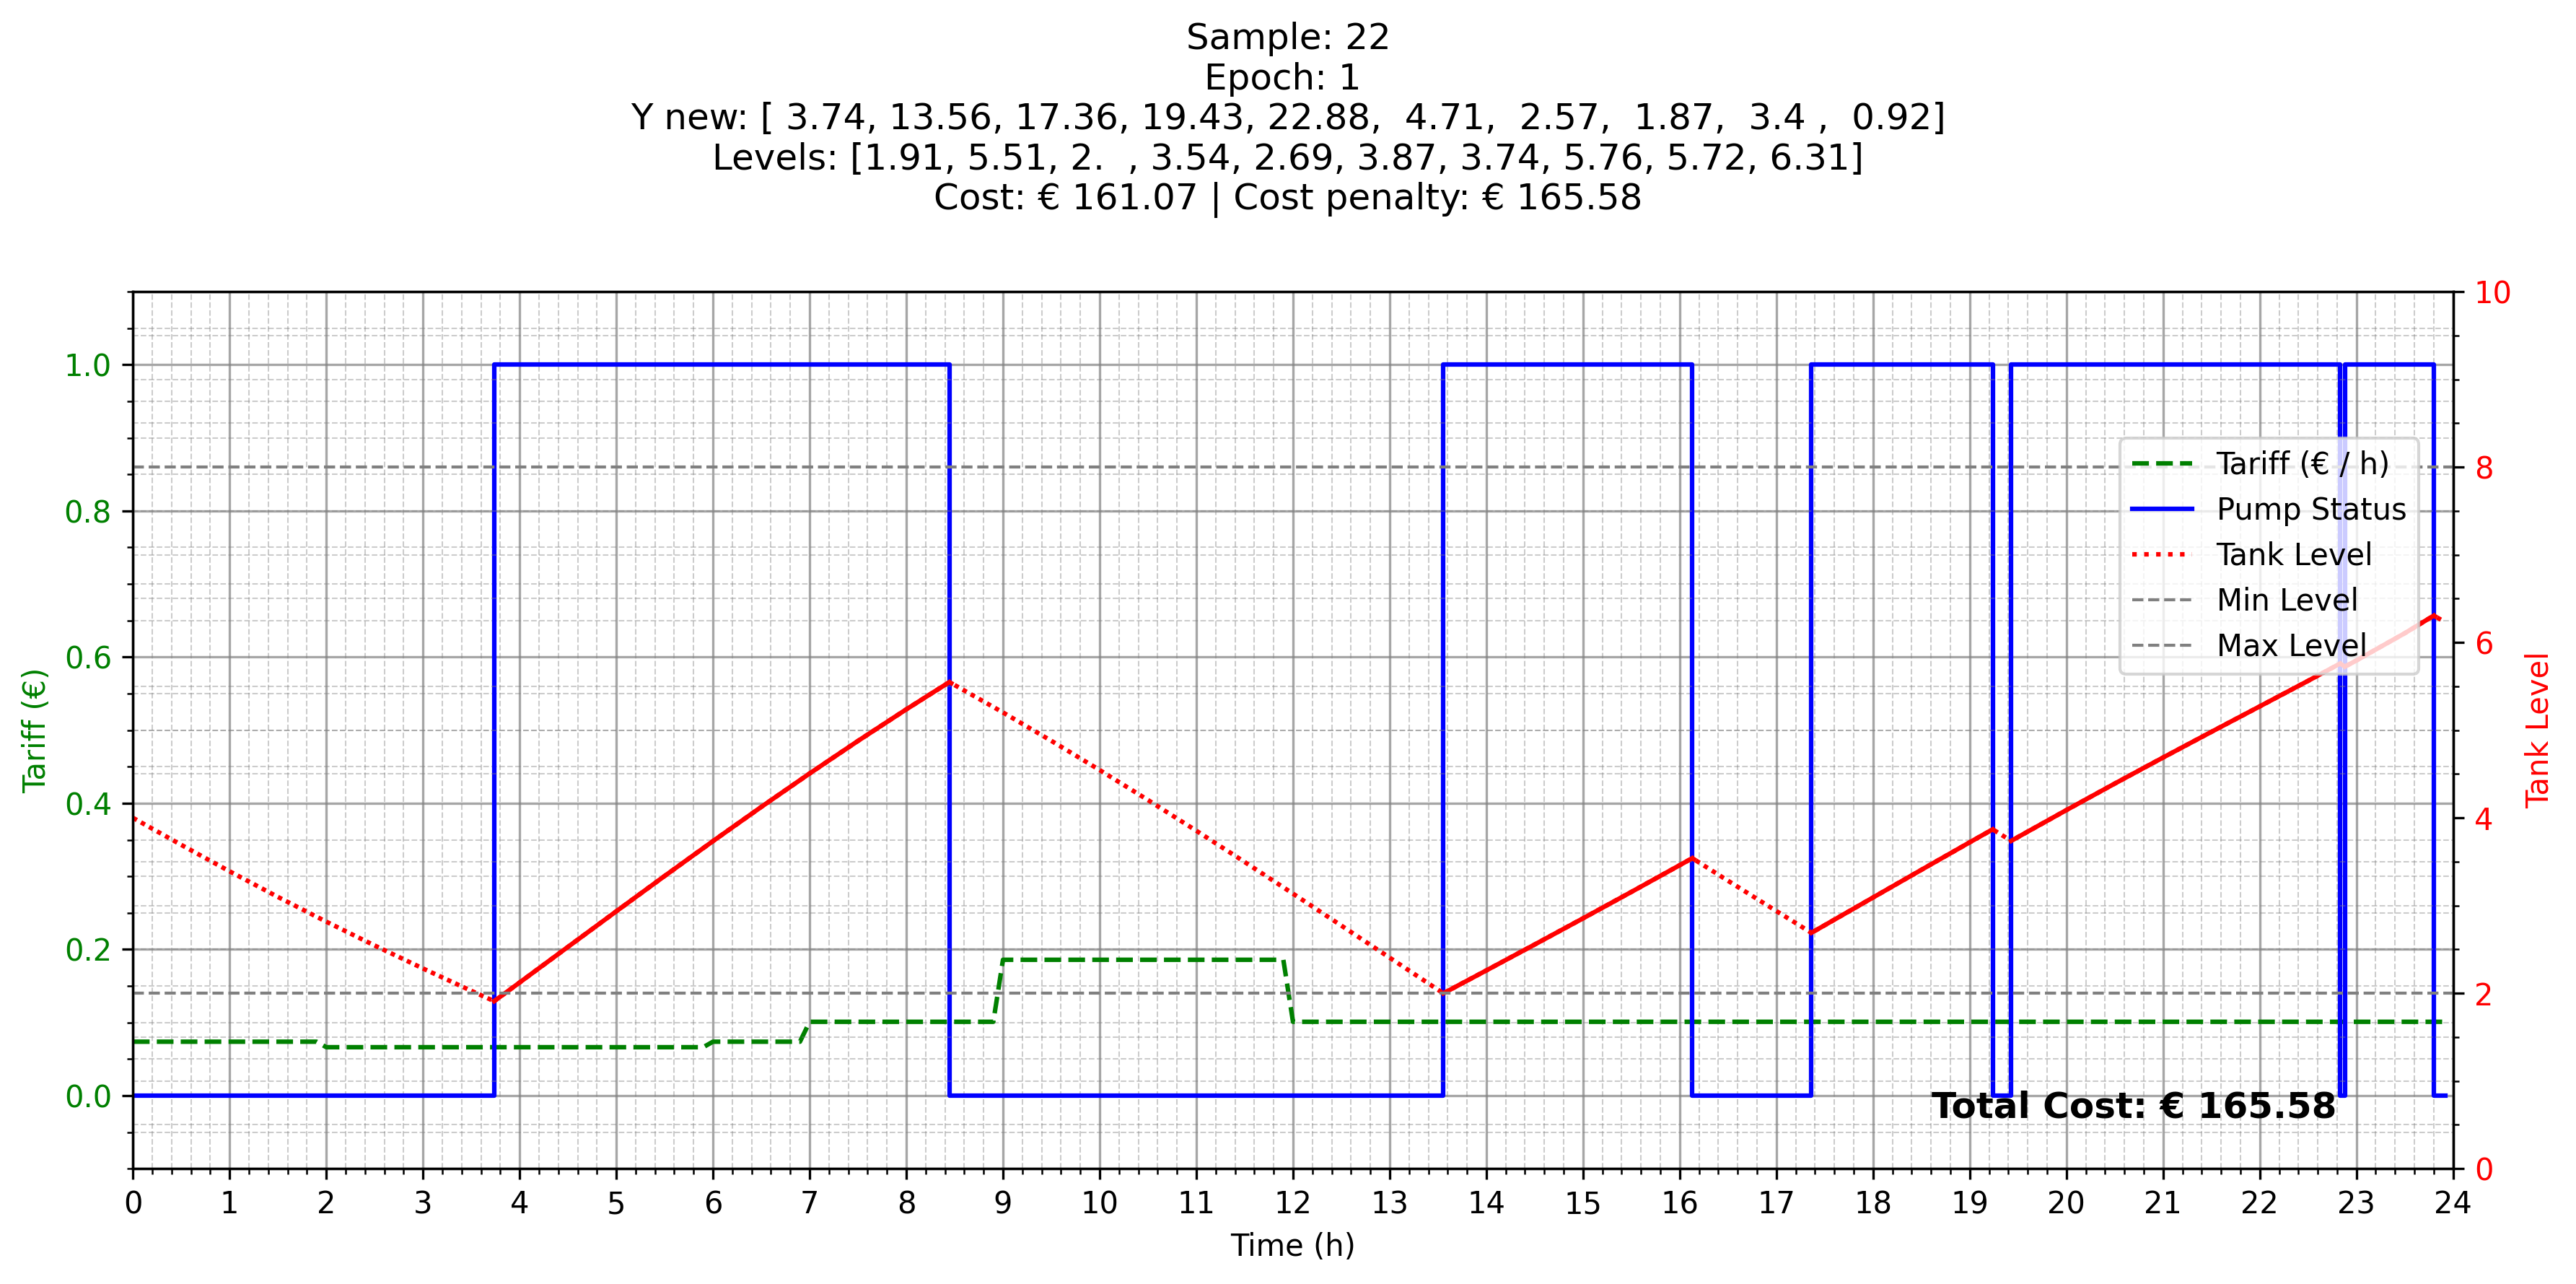 Sample: 22
Epoch: 1
Y new: [ 3.74, 13.56, 17.36, 19.43, 22.88,  4.71,  2.57,  1.87,  3.4 ,  0.92]
Levels: [1.91, 5.51, 2.  , 3.54, 2.69, 3.87, 3.74, 5.76, 5.72, 6.31]
Cost: € 161.07 | Cost penalty: € 165.58
Tariff (€)
1.0
0.8
0.6
0.4
0.2
0.0
10
8
6
4
2
0
Tank Level
Tariff (€ / h)
Pump Status
Tank Level
Min Level
Max Level
Total Cost: € 165.58
0 1 2 3 4 5 6 7 8 9 10 11 12 13 14 15 16 17 18 19 20 21 22 23 24
Time (h)